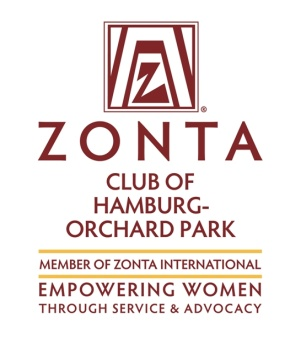 Z
®
ZONTA
CLUB OF
HAMBURG-
ORCHARD PARK
MEMBER OF ZONTA INTERNATIONAL
EMPOWERING WOMEN
THROUGH SERVICE & ADVOCACY